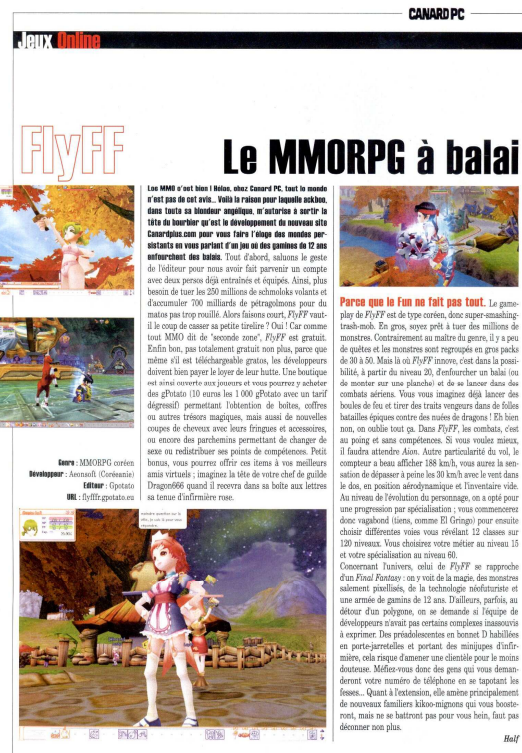 CANARD PC
Jeux Online
FlyFF
Le MMORPG à balai
Les MMO c'est bien ! Hélas, chez Canard PC, tout le monde
n'est pas de cet avis... Voilà la raison pour laquelle ackboo,
dans toute sa blondeur angélique, m'autorise à sortir la
tête du bourbier qu'est le développement du nouveau site
Canardplus.com pour vous faire l'éloge des mondes per-
sistants en vous parlant d'un jeu où des gamines de 12 ans
enfourchent des balais. Tout d'abord, saluons le geste
de l'éditeur pour nous avoir fait parvenir un compte
avec deux persos déjà entraînés et équipés. Ainsi, plus
besoin de tuer les 250 millions de schmoloks volants et
d'accumuler 700 milliards de pétragolmons pour du
matos pas trop rouillé. Alors faisons court, FlyFF vaut-
il le coup de casser sa petite tirelire ? Oui ! Car comme
tout MMO dit de "seconde zone", FlyFF est gratuit.
Enfin bon, pas totalement gratuit non plus, parce que
même s'il est téléchargeable gratos, les développeurs
doivent bien payer le loyer de leur hutte. Une boutique
est ainsi ouverte aux joueurs et vous pourrez y acheter
des gPotato (10 euros les 1 000 gPotato avec un tarif
dégressif) permettant l'obtention de boîtes, coffres
ou autres trésors magiques, mais aussi de nouvelles
coupes de cheveux avec leurs fringues et accessoires,
ou encore des parchemins permettant de changer de
sexe ou redistribuer ses points de compétences. Petit
bonus, vous pourrez offrir ces items à vos meilleurs
amis virtuels ; imaginez la tête de votre chef de guilde
Dragon666 quand il recevra dans sa boîte aux lettres
sa tenue d'infirmière rose.
Genre : MMORPG coréen
Développeur : Aeonsoft (Coréeanie)
Editeur : Gpotato
URL : flyfffr.gpotato.eu
Parce que le Fun ne fait pas tout. Le game-
play de FlyFF est de type coréen, donc super-smashing-
trash-mob. En gros, soyez prêt à tuer des millions de
monstres. Contrairement au maître du genre, il y a peu
de quêtes et les monstres sont regroupés en gros packs
de 30 à 50. Mais là où FlyFF innove, c'est dans la possi-
bilité, à partir du niveau 20, d'enfourcher un balai (ou
de monter sur une planche) et de se lancer dans des
combats aériens. Vous vous imaginez déjà lancer des
boules de feu et tirer des traits vengeurs dans de folles
batailles épiques contre des nuées de dragons ! Eh bien
non, on oublie tout ça. Dans FlyFF, les combats, c'est
au poing et sans compétences. Si vous voulez mieux,
il faudra attendre Aion. Autre particularité du vol, le
compteur a beau afficher 188 km/h, vous aurez la sen-
sation de dépasser à peine les 30 km/h avec le vent dans
le dos, en position aérodynamique et l'inventaire vide.
Au niveau de l'évolution du personnage, on a opté pour
une progression par spécialisation ; vous commencerez
donc vagabond (tiens, comme El Gringo) pour ensuite
choisir différentes voies vous révélant 12 classes sur
120 niveaux. Vous choisirez votre métier au niveau 15
et votre spécialisation au niveau 60.
Concernant l'univers, celui de FlyFF se rapproche
d'un Final Fantasy : on y voit de la magie, des monstres
salement pixellisés, de la technologie néofuturiste et
une armée de gamins de 12 ans. D'ailleurs, parfois, au
détour d'un polygone, on se demande si l'équipe de
développeurs n'avait pas certains complexes inassouvis
à exprimer. Des préadolescentes en bonnet D habillées
en porte-jarretelles et portant des minijupes d'infir-
mière, cela risque d'amener une clientèle pour le moins
douteuse. Méfiez-vous donc des gens qui vous deman-
deront votre numéro de téléphone en se tapotant les
fesses... Quant à l'extension, elle amène principalement
de nouveaux familiers kikoo-mignons qui vous booste-
ront, mais ne se battront pas pour vous hein, faut pas
déconner non plus.
Half